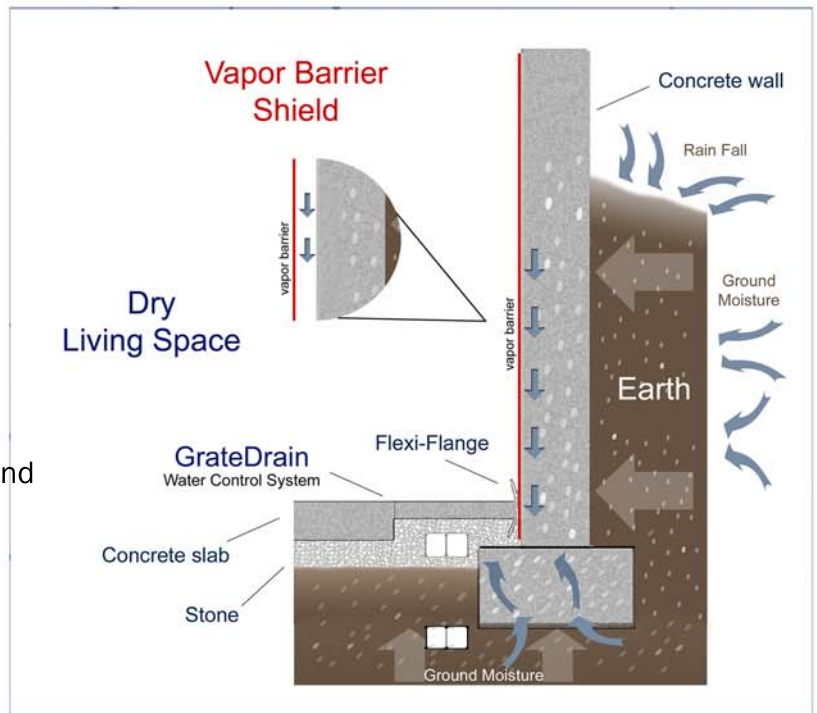 Vapor Barrier
Shield
Concrete wall
Rain Fall
vapor barrier
Dry
Living Space
Ground
Moisture
vapor barrier
Earth
Flexi-Flange
nd
GrateDrain
Water Control System
Concrete slab
Stone
Ground Moisture